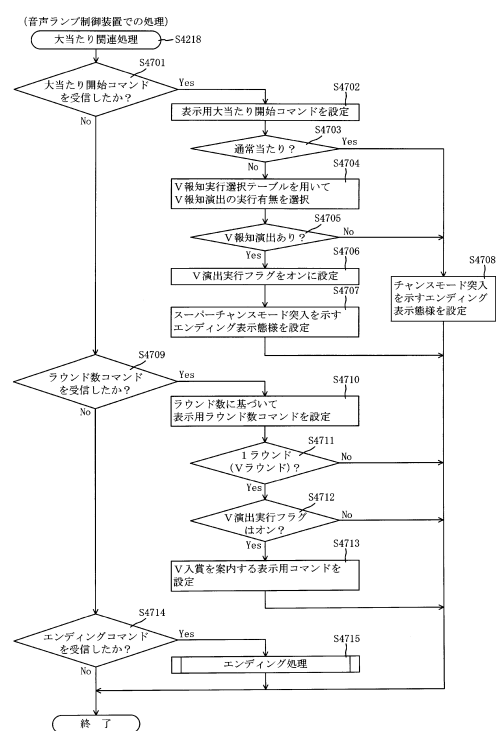 (音声ランプ制御装置での処理)
大当たり関連処理
S4218
S4701
大当たり開始コマンド
を受信したか?
Yes
No
S4702
表示用大当たり開始コマンドを設定
S4703
通常当たり?
Yes
No
S4704
V報知実行選択テーブルを用いて
V報知演出の実行有無を選択
S4705
V報知演出あり?
No
Yes
S4706
V演出実行フラグをオンに設定
S4707
スーパーチャンスモード突入を示す
エンディング表示態様を設定
S4708
チャンスモード突入
を示すエンディング
表示態様を設定
S4709
ラウンド数コマンド
を受信したか?
Yes
No
S4710
ラウンド数に基づいて
表示用ラウンド数コマンドを設定
S4711
1ラウンド
(Vラウンド)?
No
Yes
S4712
V演出実行フラグ
はオン?
No
Yes
S4713
V入賞を案内する表示用コマンドを
設定
S4714
エンディングコマンド
を受信したか?
Yes
No
S4715
エンディング処理
終 了